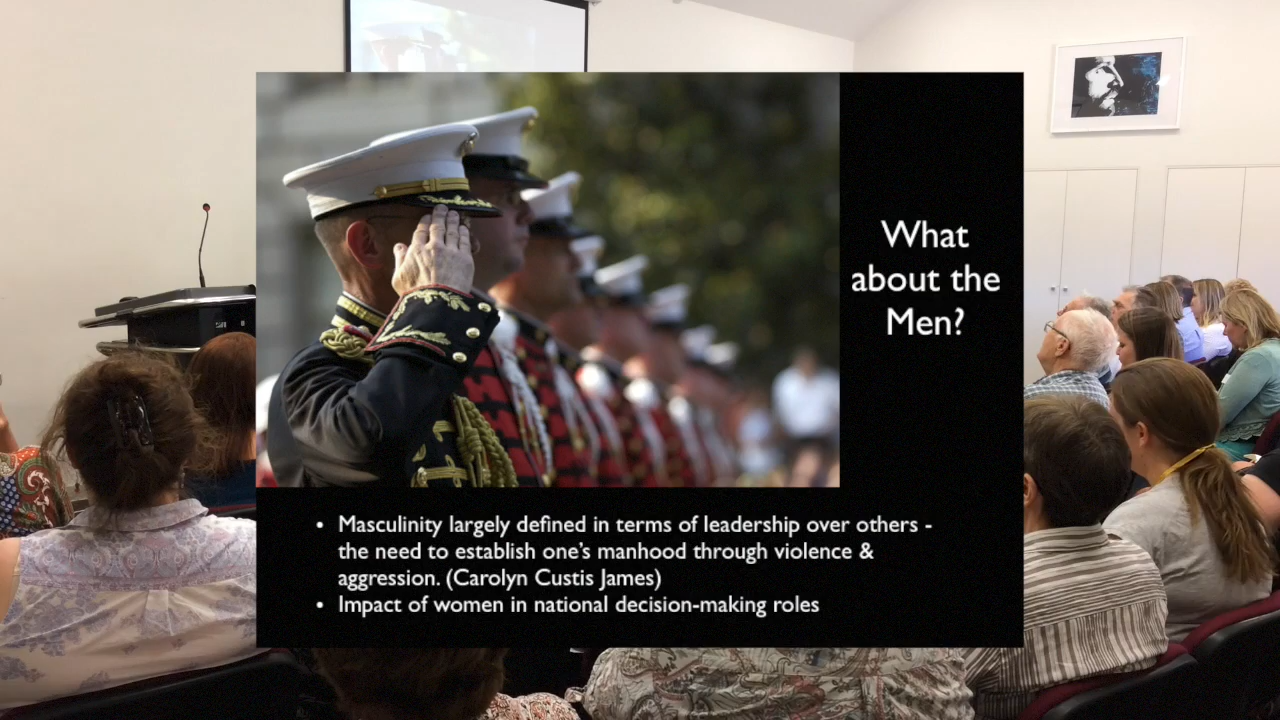 What
about the
Men?
• Masculinity largely defined in terms of leadership over others -
the need to establish one's manhood through violence &
aggression. (Carolyn Custis James)
• Impact of women in national decision-making roles